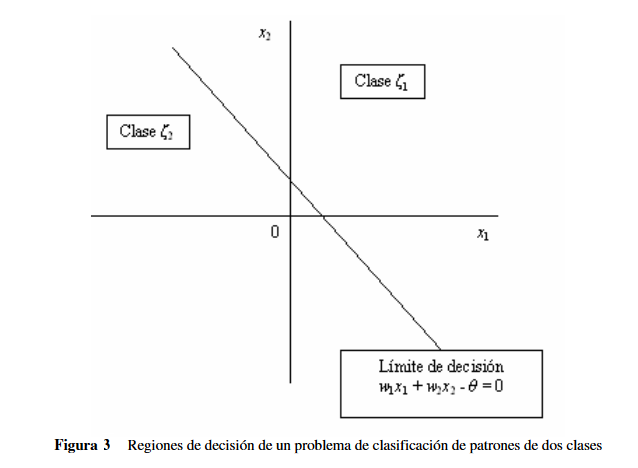 x₂
Clase ζ₁
Clase ζ₂
0
x₁
Límite de decisión
w₁x₁ + w₂x₂ - θ = 0
Figura 3 Regiones de decisión de un problema de clasificación de patrones de dos clases